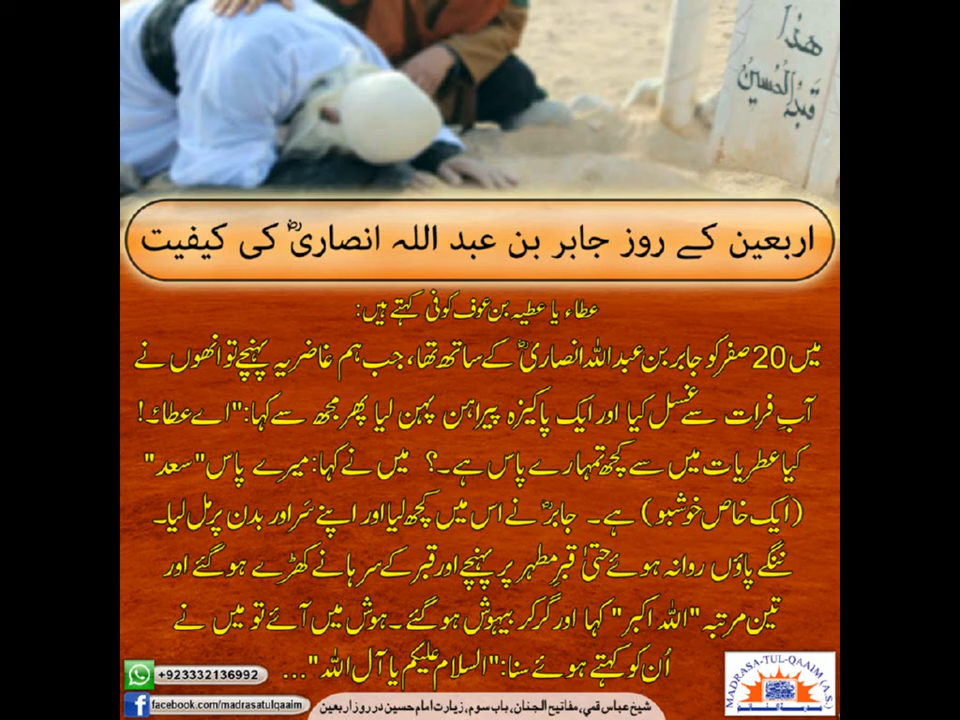 هذا
قبر الحسین
اربعین کے روز جابر بن عبد اللہ انصاریؓ کی کیفیت
عطاء یا عطیہ بن عوف کوفی کہتے ہیں:
میں 20 صفر کو جابر بن عبد اللہ انصاریؓ کے ساتھ تھا، جب ہم غاضریہ پہنچے تو انھوں نے
آبِ فرات سے غسل کیا اور ایک پاکیزہ پیراہن پہن لیا پھر مجھ سے کہا: "اے عطاء!
کیا عطریات میں سے کچھ تمہارے پاس ہے۔؟ میں نے کہا: میرے پاس "سعد"
(ایک خاص خوشبو) ہے۔ جابرؓ نے اس میں کچھ لیا اور اپنے سَر اور بدن پر مل لیا۔
ننگے پاؤں روانہ ہوئے حتیٰ قبرِ مطہر پر پہنچے اور قبر کے سرہانے کھڑے ہو گئے اور
تین مرتبہ "اللہ اکبر" کہا اور گر کر بیہوش ہو گئے۔ ہوش میں آئے تو میں نے
اُن کو کہتے ہوئے سنا: "السلام علیکم یا آل اللہ"...
+923332136992
facebook.com/madrasatulqaaim
شیخ عباس قمی، مفاتیح الجنان، باب سوم، زیارت امام حسین در روز اربعین
MADRASA-TUL-QAAIM (A.S.)
مدرسۃ القائم